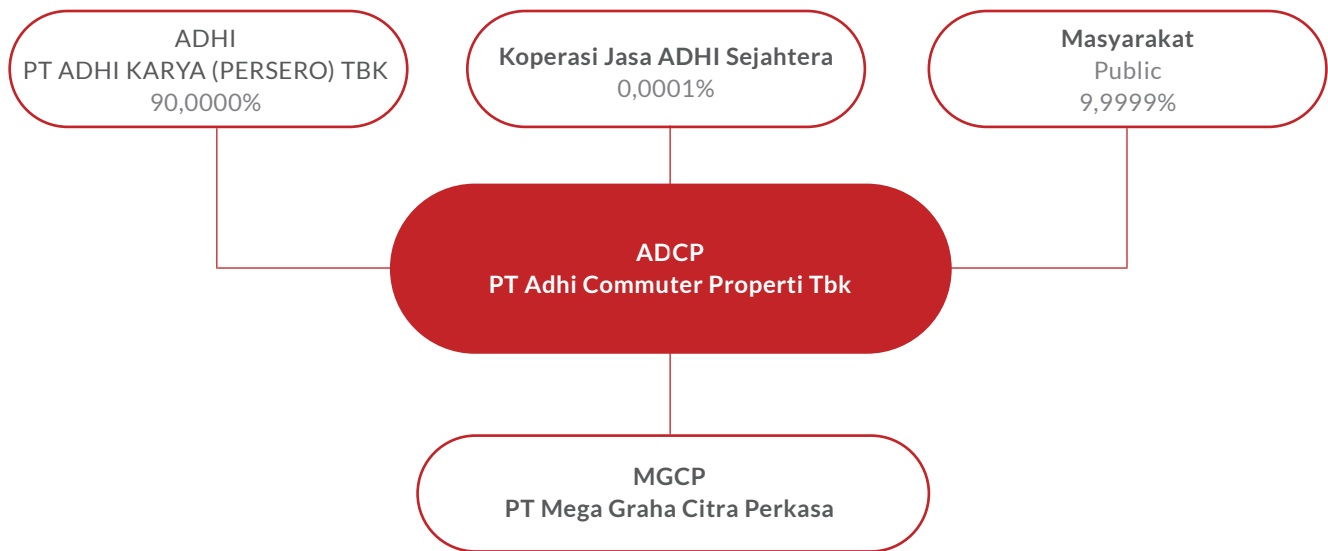 ADHI
PT ADHI KARYA (PERSERO) TBK
90,0000%
Koperasi Jasa ADHI Sejahtera
0,0001%
Masyarakat
Public
9,9999%
ADCP
PT Adhi Commuter Properti Tbk
MGCP
PT Mega Graha Citra Perkasa